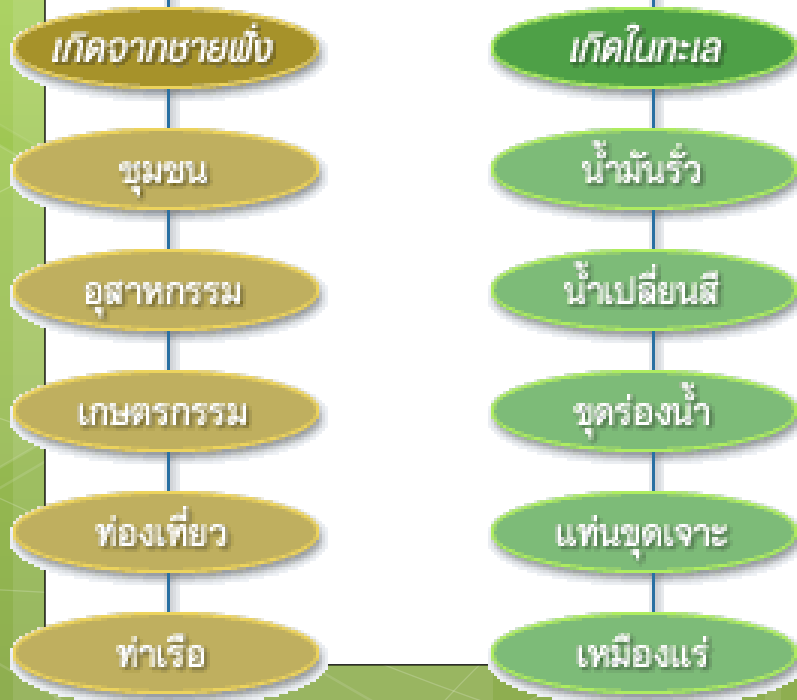 เกิดจากชายฝั่ง
ชุมชน
อุสาหกรรม
เกษตรกรรม
ท่องเที่ยว
ท่าเรือ
เกิดในทะเล
น้ำมันรั่ว
น้ำเปลี่ยนสี
ขุดร่องน้ำ
แท่นขุดเจาะ
เหมืองแร่